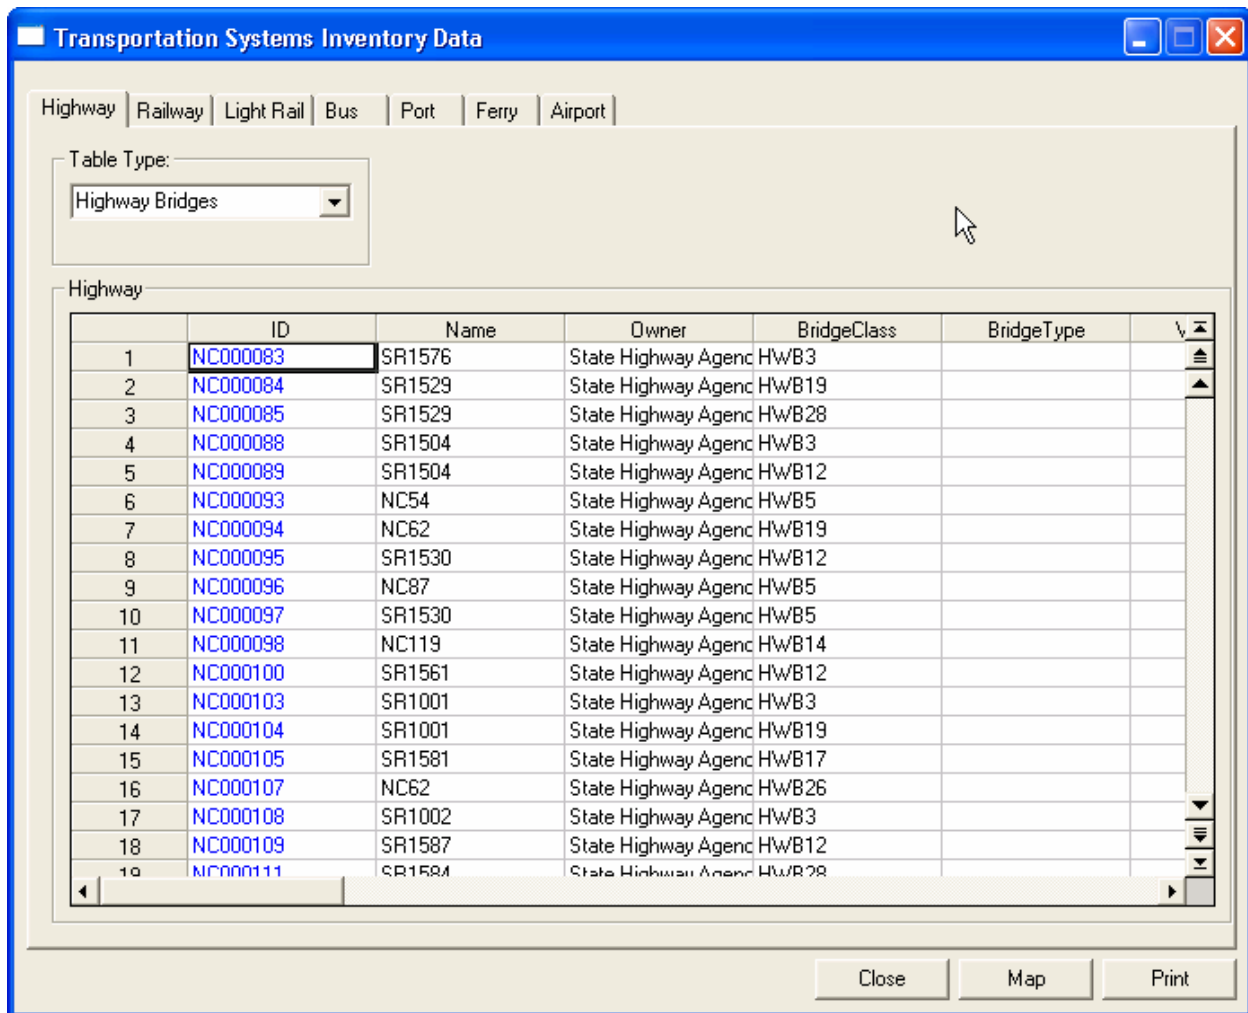 Transportation Systems Inventory Data
Highway Railway Light Rail Bus Port Ferry Airport
Table Type:
Highway Bridges
Highway
ID Name Owner BridgeClass BridgeType
1 NC000083 SR1576 State Highway Agenc HWB3
2 NC000084 SR1529 State Highway Agenc HWB19
3 NC000085 SR1529 State Highway Agenc HWB28
4 NC000088 SR1504 State Highway Agenc HWB3
5 NC000089 SR1504 State Highway Agenc HWB12
6 NC000093 NC54 State Highway Agenc HWB5
7 NC000094 NC62 State Highway Agenc HWB19
8 NC000095 SR1530 State Highway Agenc HWB12
9 NC000096 NC87 State Highway Agenc HWB5
10 NC000097 SR1530 State Highway Agenc HWB5
11 NC000098 NC119 State Highway Agenc HWB14
12 NC000100 SR1561 State Highway Agenc HWB12
13 NC000103 SR1001 State Highway Agenc HWB3
14 NC000104 SR1001 State Highway Agenc HWB19
15 NC000105 SR1581 State Highway Agenc HWB17
16 NC000107 NC62 State Highway Agenc HWB26
17 NC000108 SR1002 State Highway Agenc HWB3
18 NC000109 SR1587 State Highway Agenc HWB12
19 NC000111 SR1584 State Highway Agenc HWB28
Close Map Print